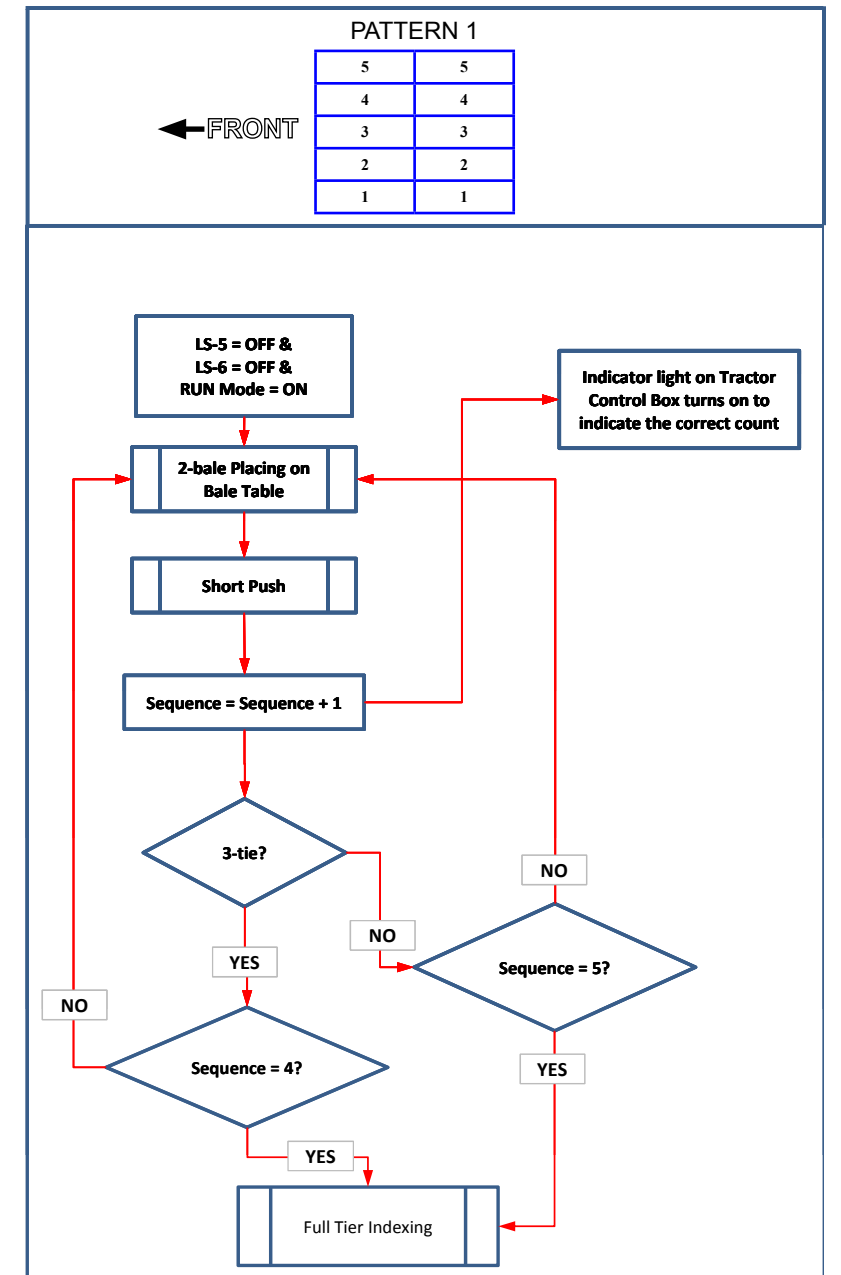 PATTERN 1
5 5
4 4
FRONT 3 3
2 2
1 1
LS-5 = OFF &
LS-6 = OFF &
RUN Mode = ON
Indicator light on Tractor
Control Box turns on to
indicate the correct count
2-bale Placing on
Bale Table
Short Push
Sequence = Sequence + 1
3-tie?
NO
NO
YES
Sequence = 5?
NO
Sequence = 4?
YES
YES
Full Tier Indexing